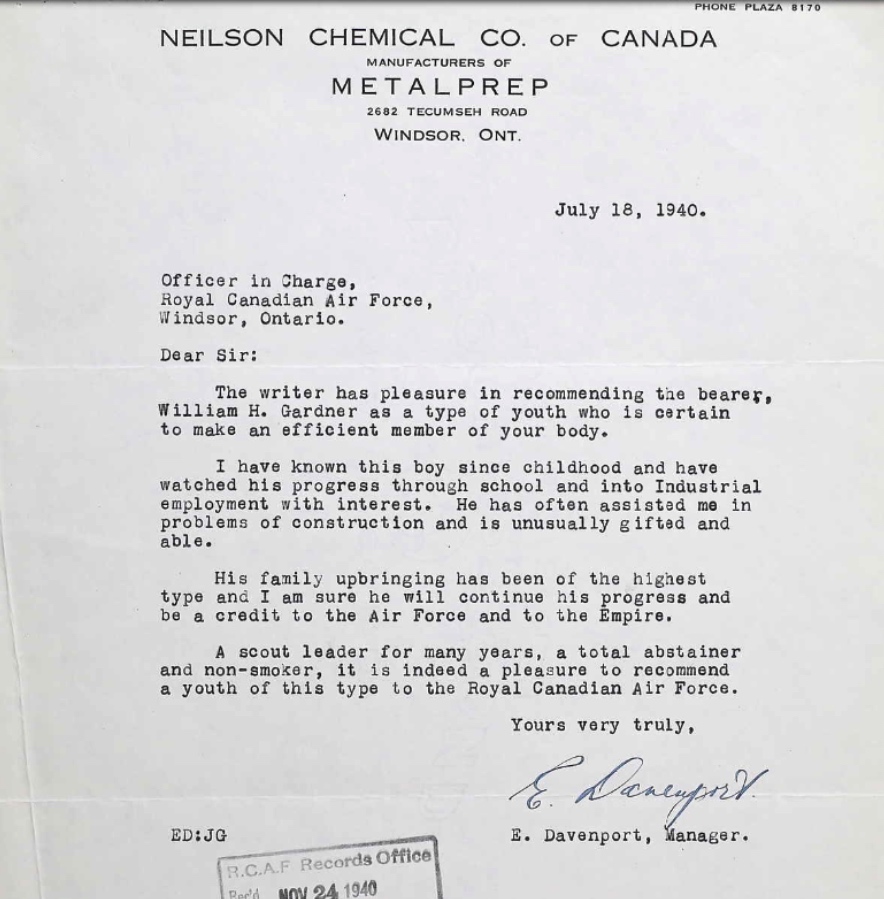 PHONE PLAZA 8170
NEILSON CHEMICAL CO. OF CANADA
MANUFACTURERS OF
METALPREP
2682 TECUMSEH ROAD
WINDSOR, ONT.
July 18, 1940.
Officer in Charge,
Royal Canadian Air Force,
Windsor, Ontario.
Dear Sir:
The writer has pleasure in recommending the bearer,
William H. Gardner as a type of youth who is certain
to make an efficient member of your body.
I have known this boy since childhood and have
watched his progress through school and into Industrial
employment with interest. He has often assisted me in
problems of construction and is unusually gifted and
able.
His family upbringing has been of the highest
type and I am sure he will continue his progress and
be a credit to the Air Force and to the Empire.
A scout leader for many years, a total abstainer
and non-smoker, it is indeed a pleasure to recommend
a youth of this type to the Royal Canadian Air Force.
Yours very truly,
E. Davenport.
ED:JG
E. Davenport, Manager.
R.C.A.F Records Office
Rec'd NOV 24 1940